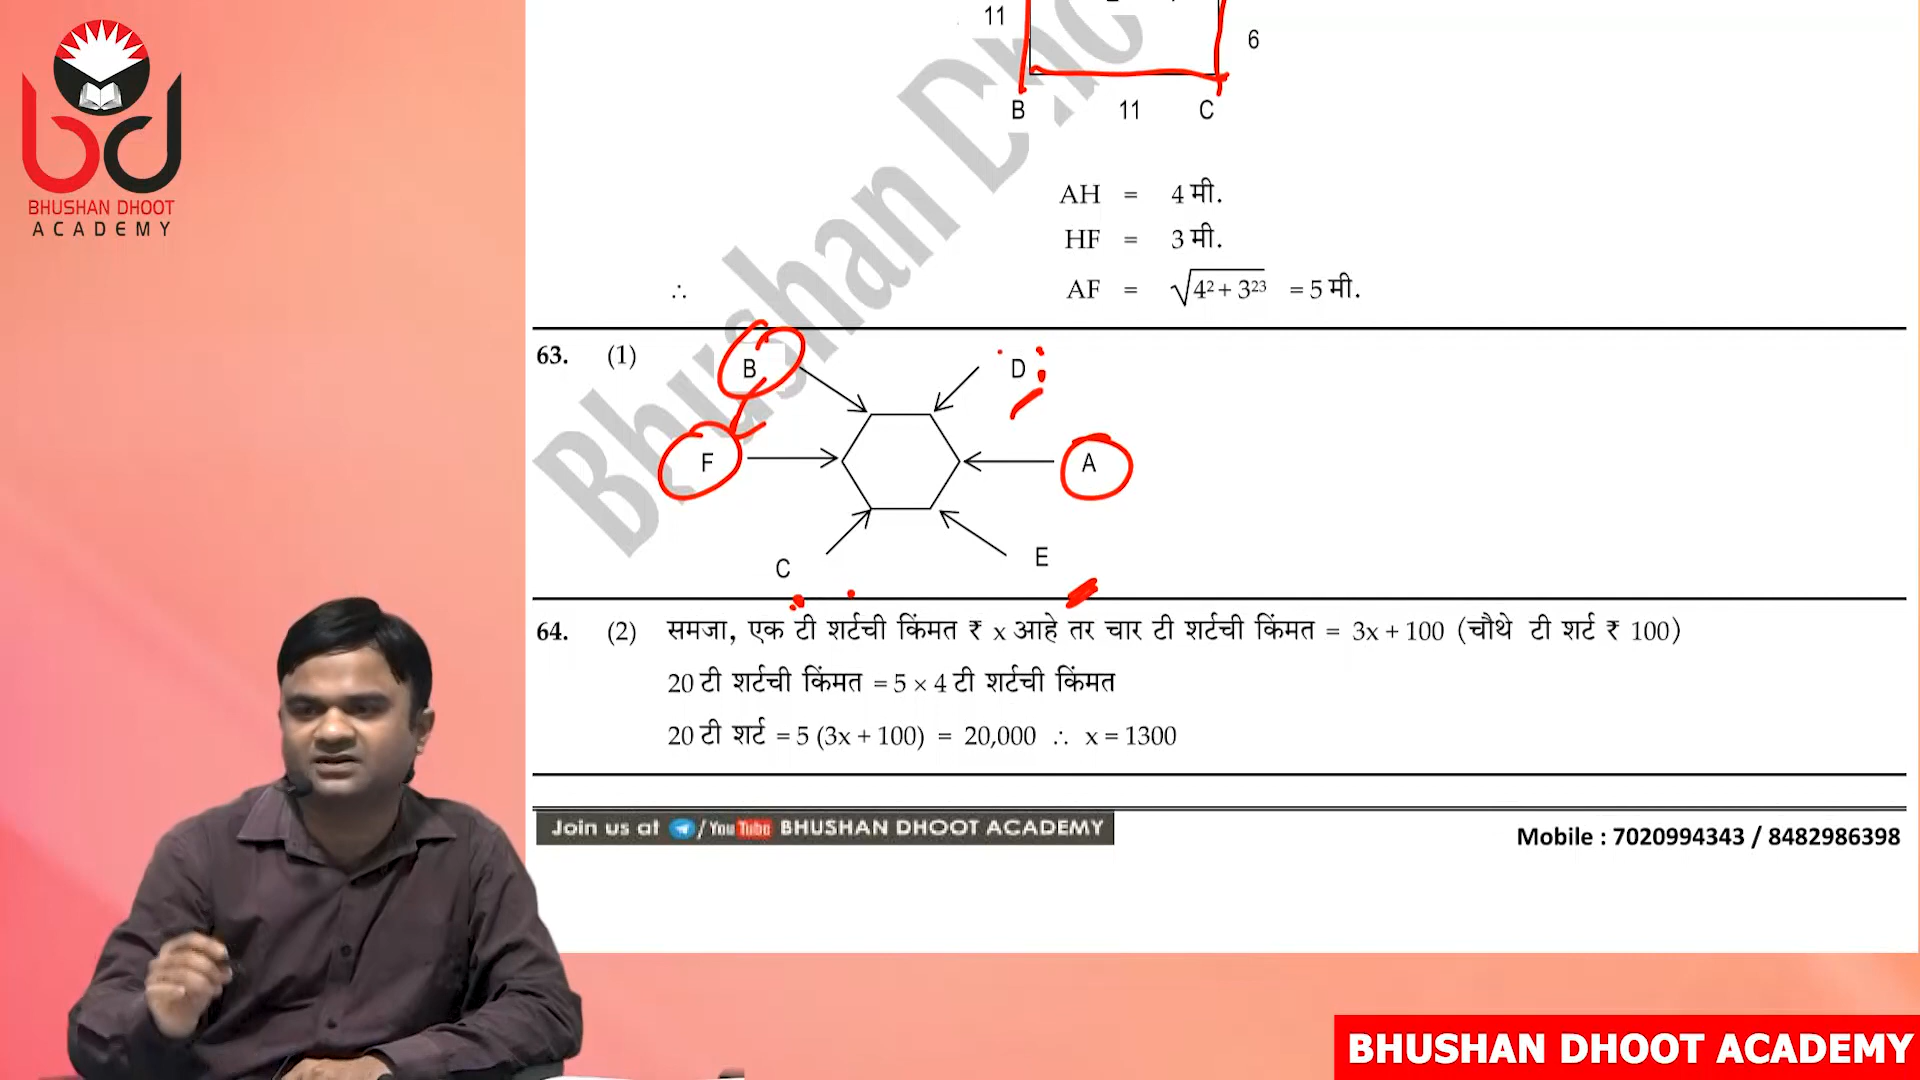 11
6
B 11 C
BHUSHAN DHOOT
ACADEMY
AH = 4 मी.
HF = 3 मी.
∴ AF = √4² + 3²³ = 5 मी.
63. (1)
B D
F A
C E
64. (2) समजा, एक टी शर्टची किंमत ₹ x आहे तर चार टी शर्टची किंमत = 3x + 100 (चौथे टी शर्ट ₹ 100)
20 टी शर्टची किंमत = 5 × 4 टी शर्टची किंमत
20 टी शर्ट = 5 (3x + 100) = 20,000 ∴ x = 1300
Join us at / You Tube BHUSHAN DHOOT ACADEMY
Mobile : 7020994343 / 8482986398
BHUSHAN DHOOT ACADEMY